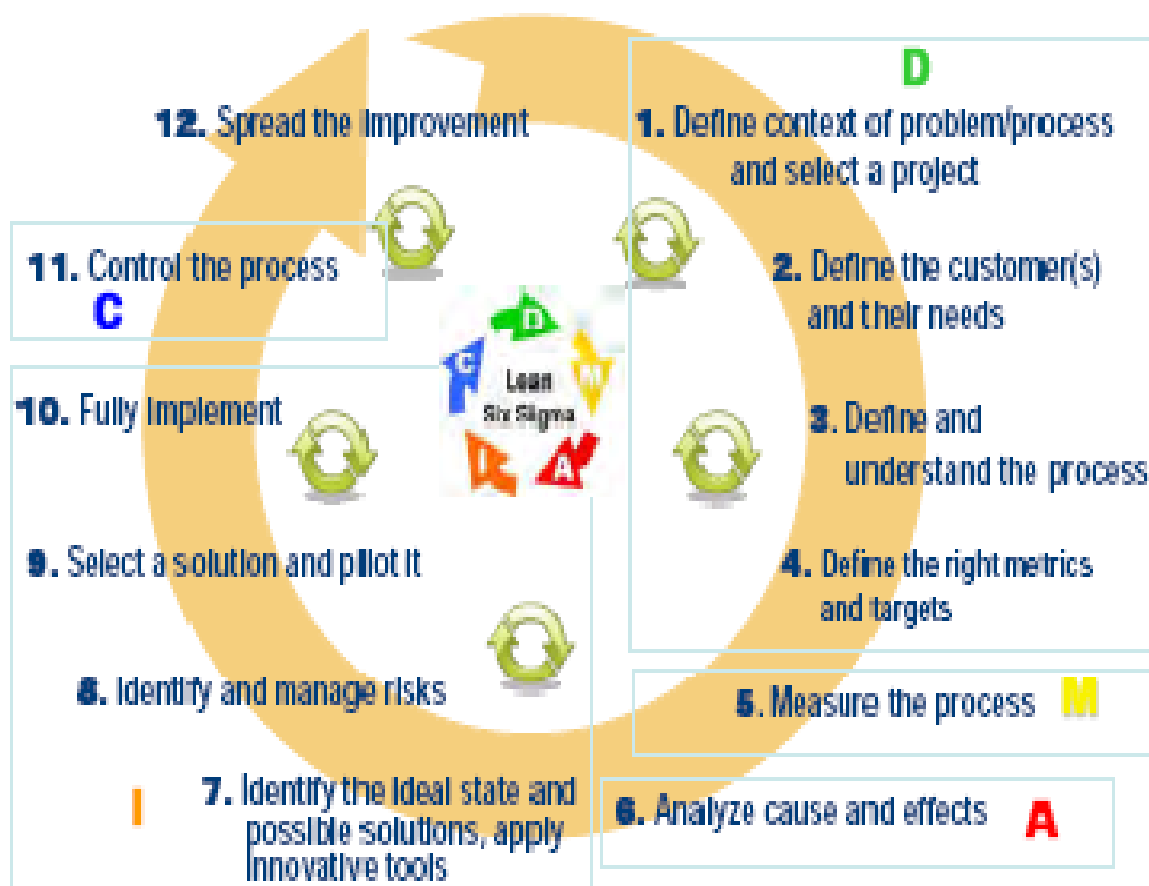 D
1. Define context of problem/process
and select a project
2. Define the customer(s)
and their needs
3. Define and
understand the process
4. Define the right metrics
and targets
5. Measure the process M
6. Analyze cause and effects A
7. Identify the ideal state and
possible solutions, apply
innovative tools
I
8. Identify and manage risks
9. Select a solution and pilot it
10. Fully implement
11. Control the process
C
12. Spread the improvement
D
M
A
I
C
Lean
Six Sigma